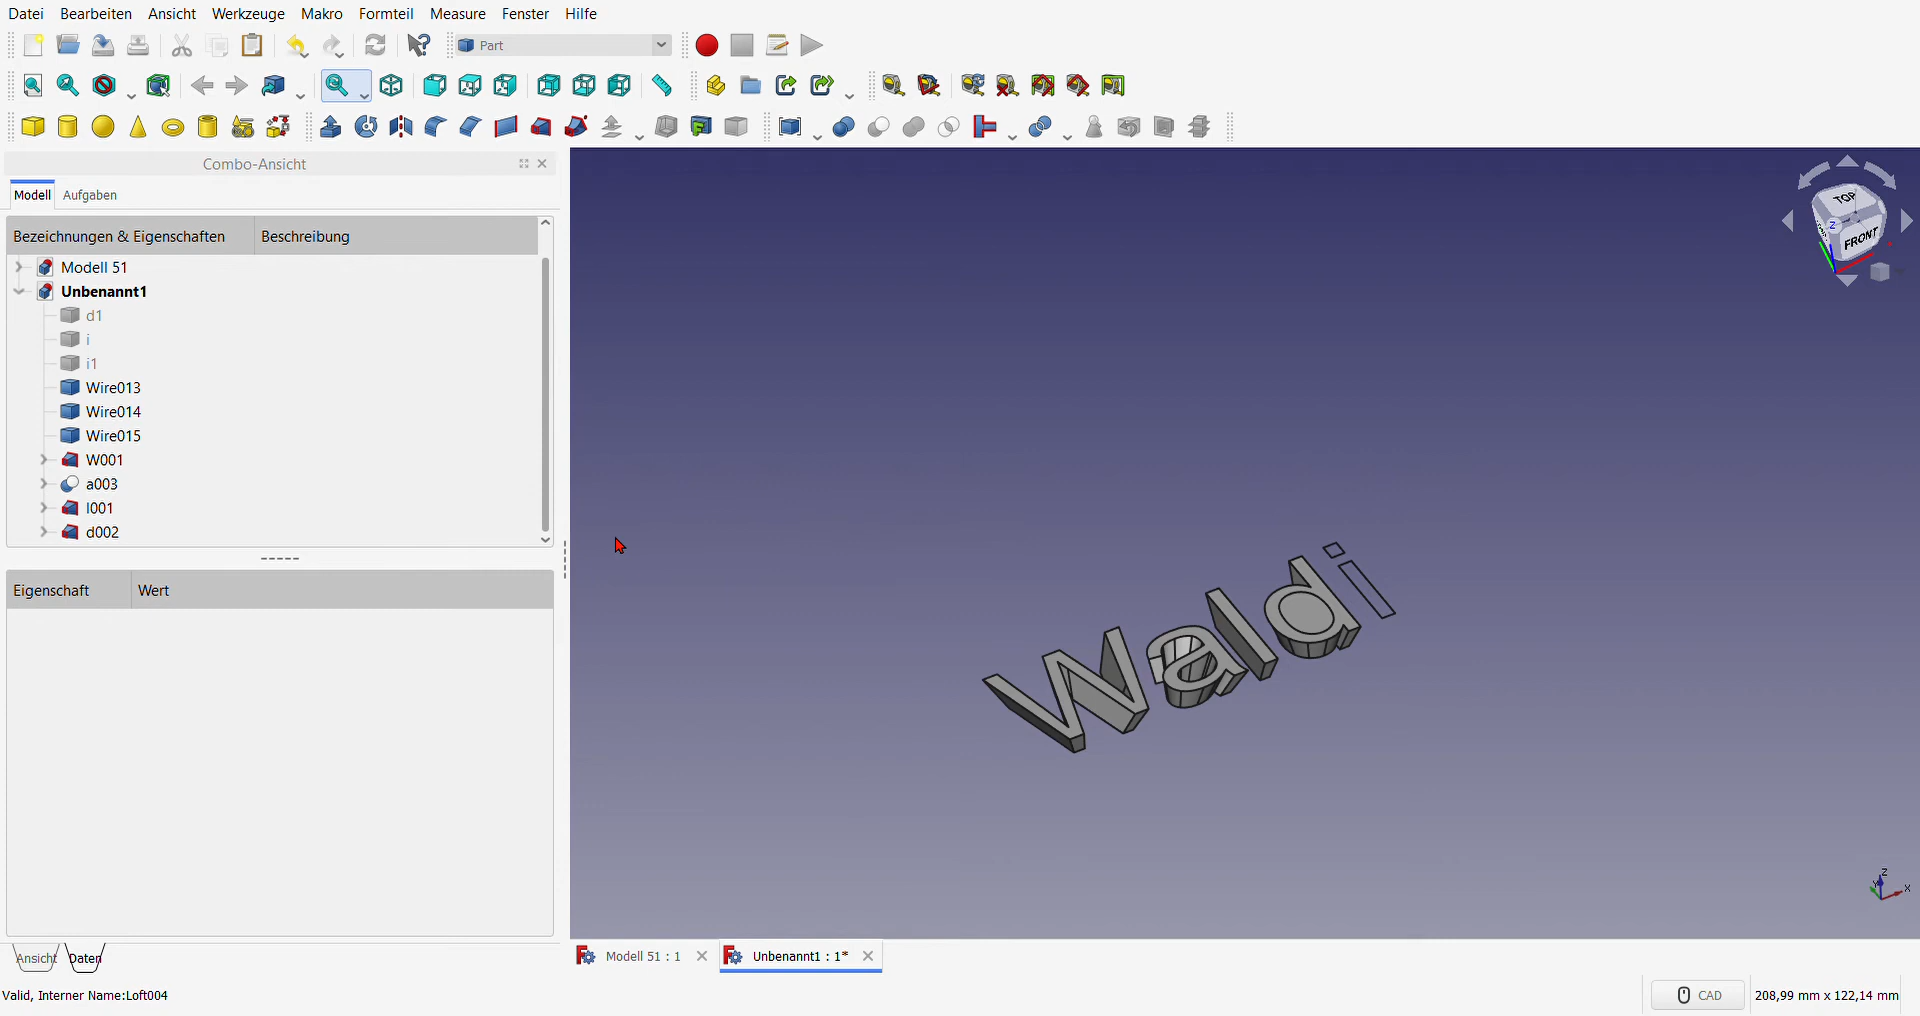 Datei Bearbeiten Ansicht Werkzeuge Makro Formteil Measure Fenster Hilfe
Part
Combo-Ansicht
Modell Aufgaben
Bezeichnungen & Eigenschaften Beschreibung
Modell 51
Unbenannt1
d1
i
i1
Wire013
Wire014
Wire015
W001
a003
l001
d002
Eigenschaft Wert
Ansicht Daten
TOP
FRONT
Z
Waldi
Z
Y
X
Modell 51 : 1
Unbenannt1 : 1*
Valid, Interner Name:Loft004
CAD
208,99 mm x 122,14 mm